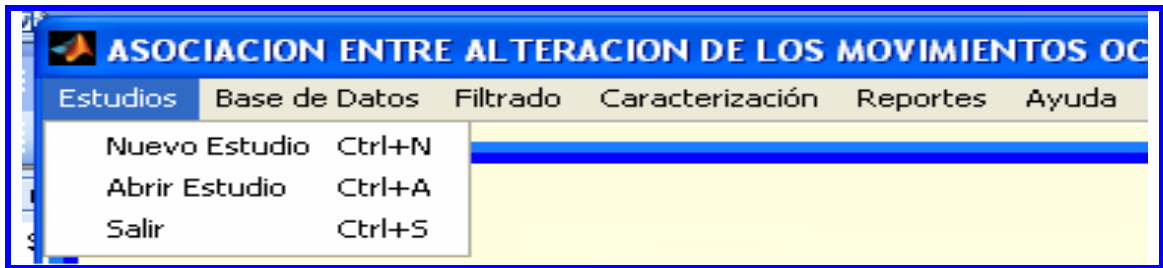 ASOCIACION ENTRE ALTERACION DE LOS MOVIMIENTOS OC
Estudios Base de Datos Filtrado Caracterización Reportes Ayuda
Nuevo Estudio Ctrl+N
Abrir Estudio Ctrl+A
Salir Ctrl+S